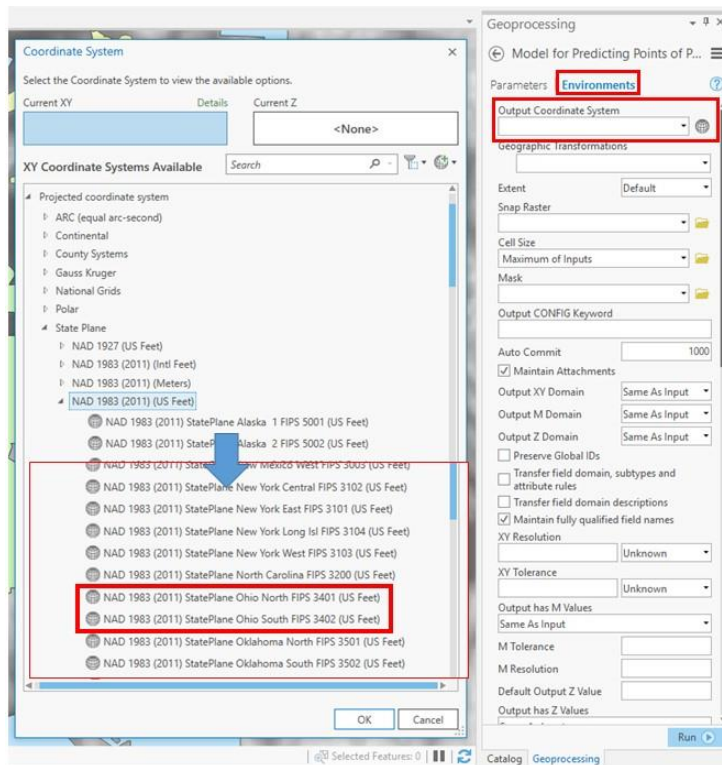 Coordinate System
Select the Coordinate System to view the available options.
Current XY Details Current Z
<None>
XY Coordinate Systems Available Search
Projected coordinate system
ARC (equal arc-second)
Continental
County Systems
Gauss Kruger
National Grids
Polar
State Plane
NAD 1927 (US Feet)
NAD 1983 (2011) (Intl Feet)
NAD 1983 (2011) (Meters)
NAD 1983 (2011) (US Feet)
NAD 1983 (2011) StatePlane Alaska 1 FIPS 5001 (US Feet)
NAD 1983 (2011) StatePlane Alaska 2 FIPS 5002 (US Feet)
NAD 1983 (2011) StatePlane Mexico West FIPS 3003 (US Feet)
NAD 1983 (2011) StatePlane New York Central FIPS 3102 (US Feet)
NAD 1983 (2011) StatePlane New York East FIPS 3101 (US Feet)
NAD 1983 (2011) StatePlane New York Long Isl FIPS 3104 (US Feet)
NAD 1983 (2011) StatePlane New York West FIPS 3103 (US Feet)
NAD 1983 (2011) StatePlane North Carolina FIPS 3200 (US Feet)
NAD 1983 (2011) StatePlane Ohio North FIPS 3401 (US Feet)
NAD 1983 (2011) StatePlane Ohio South FIPS 3402 (US Feet)
NAD 1983 (2011) StatePlane Oklahoma North FIPS 3501 (US Feet)
NAD 1983 (2011) StatePlane Oklahoma South FIPS 3502 (US Feet)
OK Cancel
Selected Features: 0
Geoprocessing
Model for Predicting Points of P...
Parameters Environments
Output Coordinate System
Geographic Transformations
Extent Default
Snap Raster
Cell Size
Maximum of Inputs
Mask
Output CONFIG Keyword
Auto Commit 1000
Maintain Attachments
Output XY Domain Same As Input
Output M Domain Same As Input
Output Z Domain Same As Input
Preserve Global IDs
Transfer field domain, subtypes and
attribute rules
Transfer field domain descriptions
Maintain fully qualified field names
XY Resolution
Unknown
XY Tolerance
Unknown
Output has M Values
Same As Input
M Tolerance
M Resolution
Default Output Z Value
Output has Z Values
Run
Catalog Geoprocessing